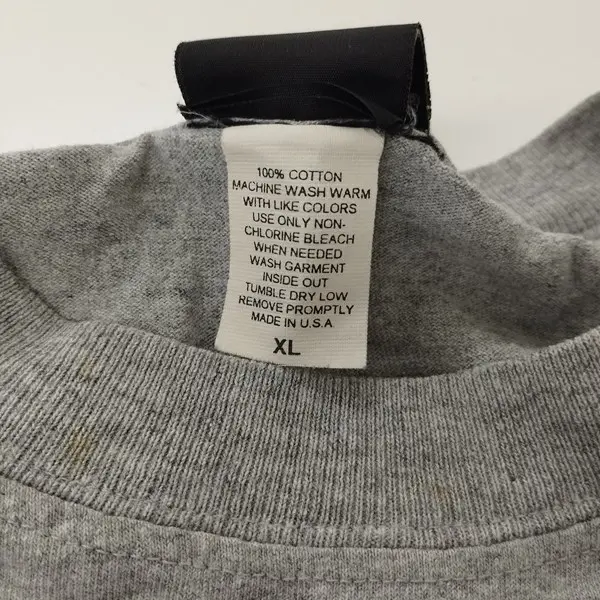 100% COTTON
MACHINE WASH WARM
WITH LIKE COLORS
USE ONLY NON-
CHLORINE BLEACH
WHEN NEEDED
WASH GARMENT
INSIDE OUT
TUMBLE DRY LOW
REMOVE PROMPTLY
MADE IN U.S.A
XL